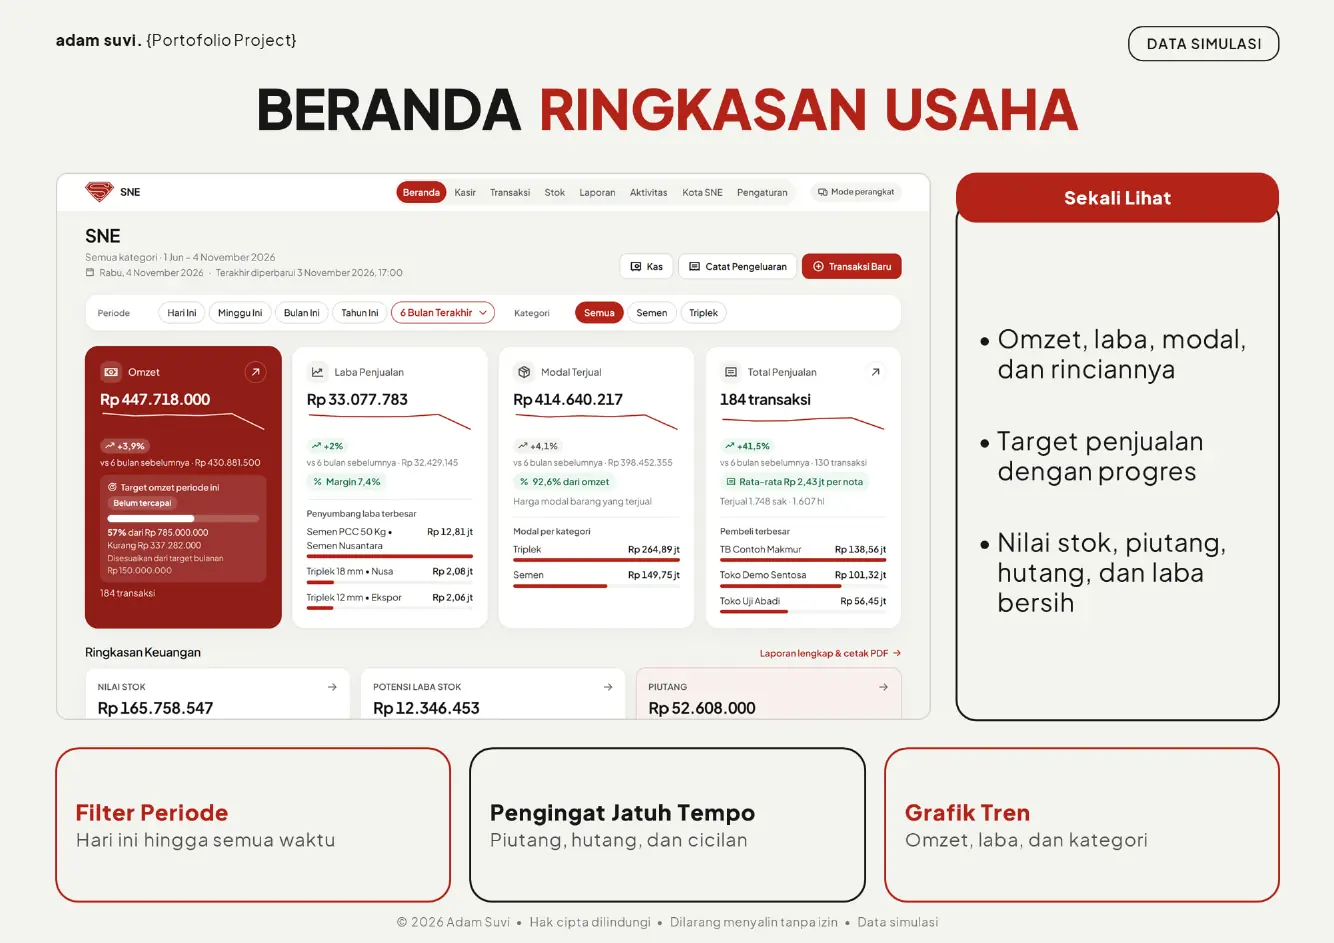 adam suvi. {Portofolio Project}
DATA SIMULASI
BERANDA RINGKASAN USAHA
SNE
Beranda
Kasir
Transaksi
Stok
Laporan
Aktivitas
Kota SNE
Pengaturan
Mode perangkat
SNE
Semua kategori · 1 Jun – 4 November 2026
Rabu, 4 November 2026 · Terakhir diperbarui 3 November 2026, 17:00
Kas
Catat Pengeluaran
Transaksi Baru
Periode
Hari Ini
Minggu Ini
Bulan Ini
Tahun Ini
6 Bulan Terakhir
Kategori
Semua
Semen
Triplek
Omzet
Rp 447.718.000
+3,9%
vs 6 bulan sebelumnya · Rp 430.881.500
Target omzet periode ini
Belum tercapai
57% dari Rp 785.000.000
Kurang Rp 337.282.000
Disesuaikan dari target bulanan
Rp 150.000.000
184 transaksi
Laba Penjualan
Rp 33.077.783
+2%
vs 6 bulan sebelumnya · Rp 32.429.145
% Margin 7,4%
Penyumbang laba terbesar
Semen PCC 50 Kg •
Semen Nusantara
Rp 12,81 jt
Triplek 18 mm • Nusa
Rp 2,08 jt
Triplek 12 mm • Ekspor
Rp 2,06 jt
Modal Terjual
Rp 414.640.217
+4,1%
vs 6 bulan sebelumnya · Rp 398.452.355
% 92,6% dari omzet
Harga modal barang yang terjual
Modal per kategori
Triplek
Rp 264,89 jt
Semen
Rp 149,75 jt
Total Penjualan
184 transaksi
+41,5%
vs 6 bulan sebelumnya · 130 transaksi
Rata-rata Rp 2,43 jt per nota
Terjual 1.748 sak · 1.607 hl
Pembeli terbesar
TB Contoh Makmur
Rp 138,56 jt
Toko Demo Sentosa
Rp 101,32 jt
Toko Uji Abadi
Rp 56,45 jt
Ringkasan Keuangan
Laporan lengkap & cetak PDF →
NILAI STOK
Rp 165.758.547
POTENSI LABA STOK
Rp 12.346.453
PIUTANG
Rp 52.608.000
Sekali Lihat
• Omzet, laba, modal,
dan rinciannya
• Target penjualan
dengan progres
• Nilai stok, piutang,
hutang, dan laba
bersih
Filter Periode
Hari ini hingga semua waktu
Pengingat Jatuh Tempo
Piutang, hutang, dan cicilan
Grafik Tren
Omzet, laba, dan kategori
© 2026 Adam Suvi • Hak cipta dilindungi • Dilarang menyalin tanpa izin • Data simulasi